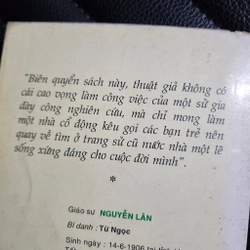 "Biên quyển sách này, thuật giả không có
cái cao vọng làm công việc của một sử gia
dày công nghiên cứu, mà chỉ mong làm
một nhà cổ động kêu gọi các bạn trẻ nên
quay về tìm ở trang sử cũ nước nhà một lẽ
sống xứng đáng cho cuộc đời mình".
*
Giáo sư NGUYỄN LÂN
Bí danh: Từ Ngọc
Sinh ngày: 14-6-1906 tại